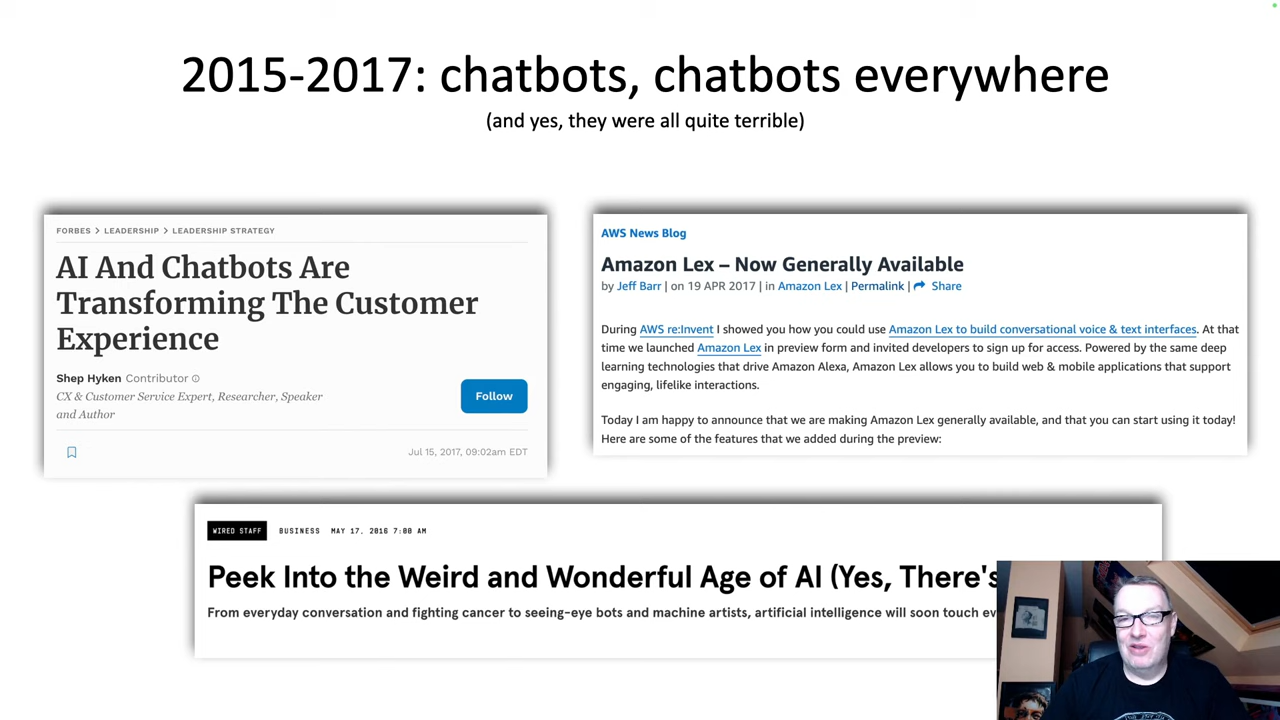 2015-2017: chatbots, chatbots everywhere
(and yes, they were all quite terrible)
FORBES > LEADERSHIP > LEADERSHIP STRATEGY
AI And Chatbots Are
Transforming The Customer
Experience
Shep Hyken Contributor
CX & Customer Service Expert, Researcher, Speaker
and Author
Follow
Jul 15, 2017, 09:02am EDT
AWS News Blog
Amazon Lex – Now Generally Available
by Jeff Barr | on 19 APR 2017 | in Amazon Lex | Permalink | Share
During AWS re:Invent I showed you how you could use Amazon Lex to build conversational voice & text interfaces. At that
time we launched Amazon Lex in preview form and invited developers to sign up for access. Powered by the same deep
learning technologies that drive Amazon Alexa, Amazon Lex allows you to build web & mobile applications that support
engaging, lifelike interactions.
Today I am happy to announce that we are making Amazon Lex generally available, and that you can start using it today!
Here are some of the features that we added during the preview:
WIRED STAFF BUSINESS MAY 17, 2016 7:00 AM
Peek Into the Weird and Wonderful Age of AI (Yes, There's
From everyday conversation and fighting cancer to seeing-eye bots and machine artists, artificial intelligence will soon touch